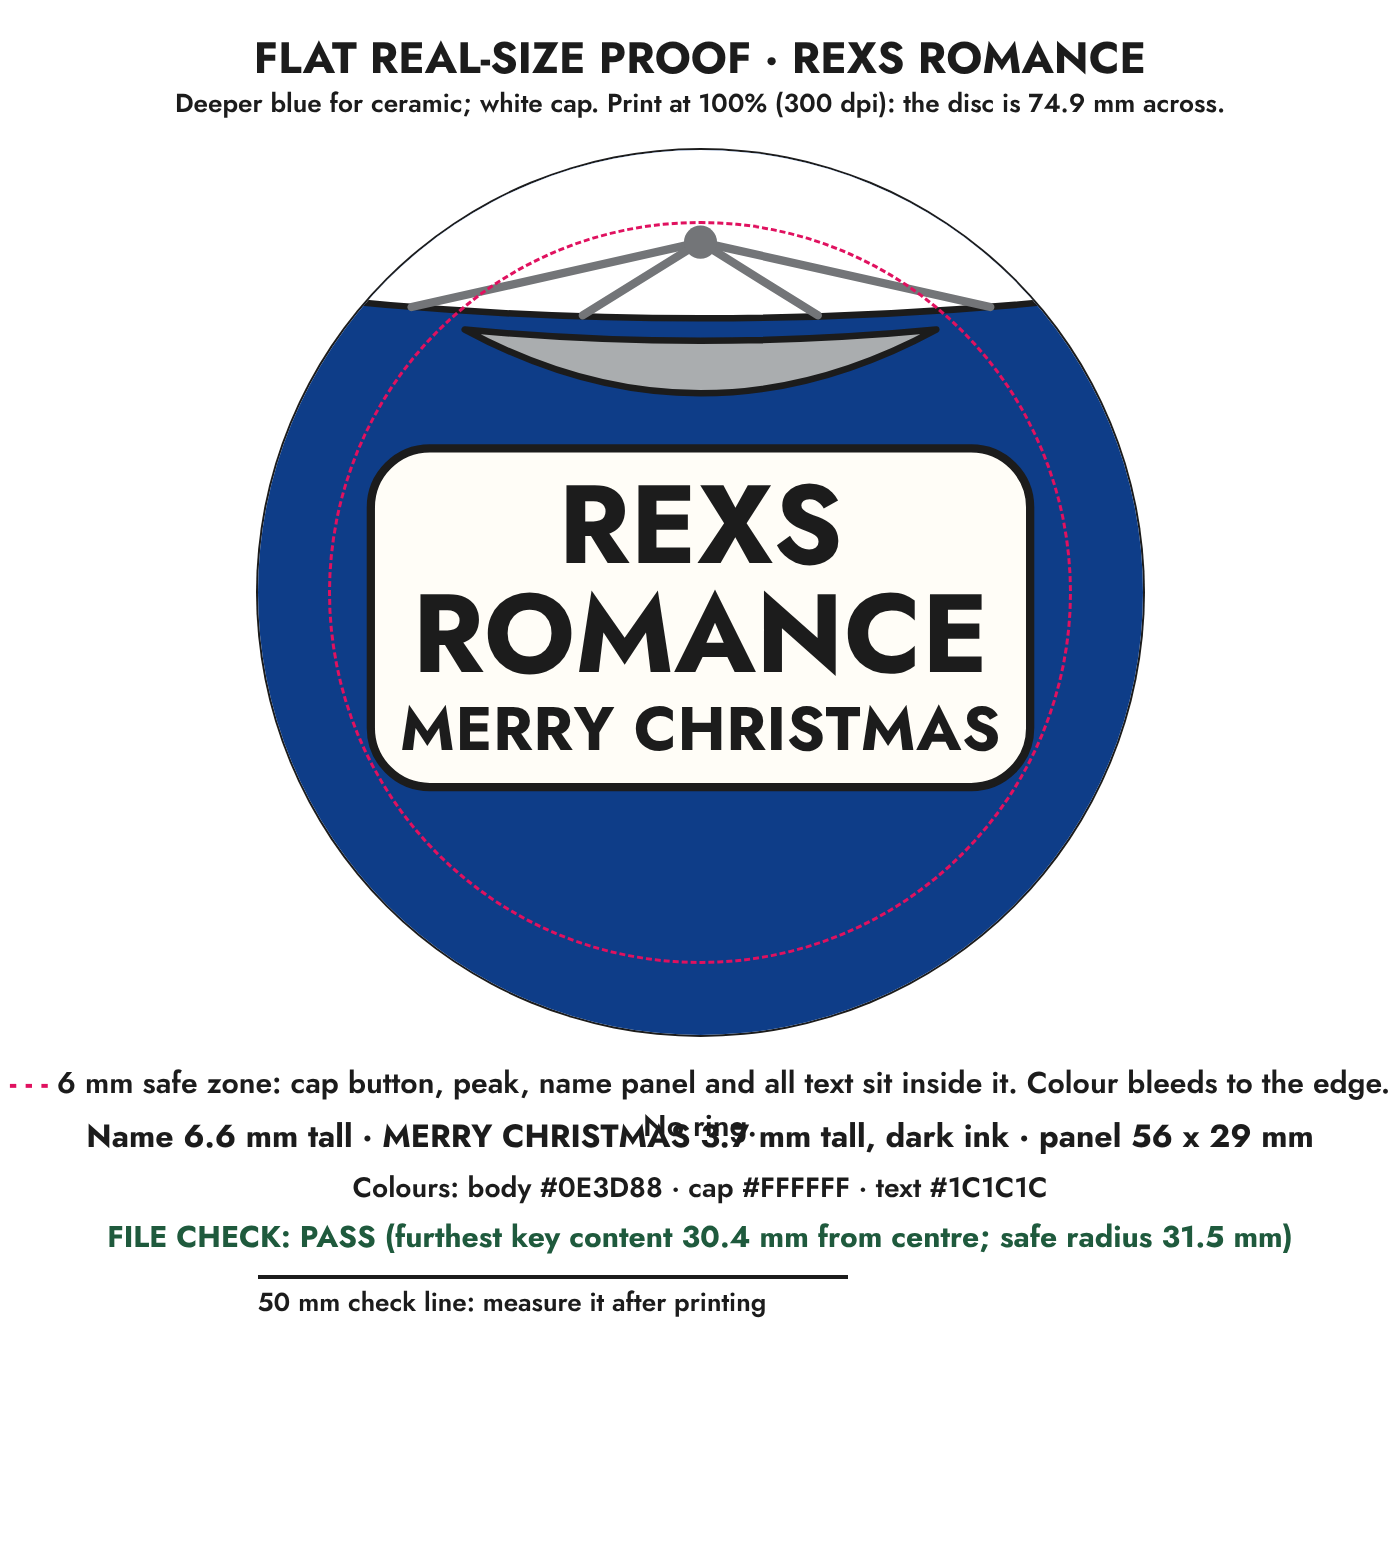 FLAT REAL-SIZE PROOF · REXS ROMANCE
Deeper blue for ceramic; white cap. Print at 100% (300 dpi): the disc is 74.9 mm across.
REXS
ROMANCE
MERRY CHRISTMAS
--- 6 mm safe zone: cap button, peak, name panel and all text sit inside it. Colour bleeds to the edge.
No ring.
Name 6.6 mm tall · MERRY CHRISTMAS 3.7 mm tall, dark ink · panel 56 x 29 mm
Colours: body #0E3D88 · cap #FFFFFF · text #1C1C1C
FILE CHECK: PASS (furthest key content 30.4 mm from centre; safe radius 31.5 mm)
50 mm check line: measure it after printing